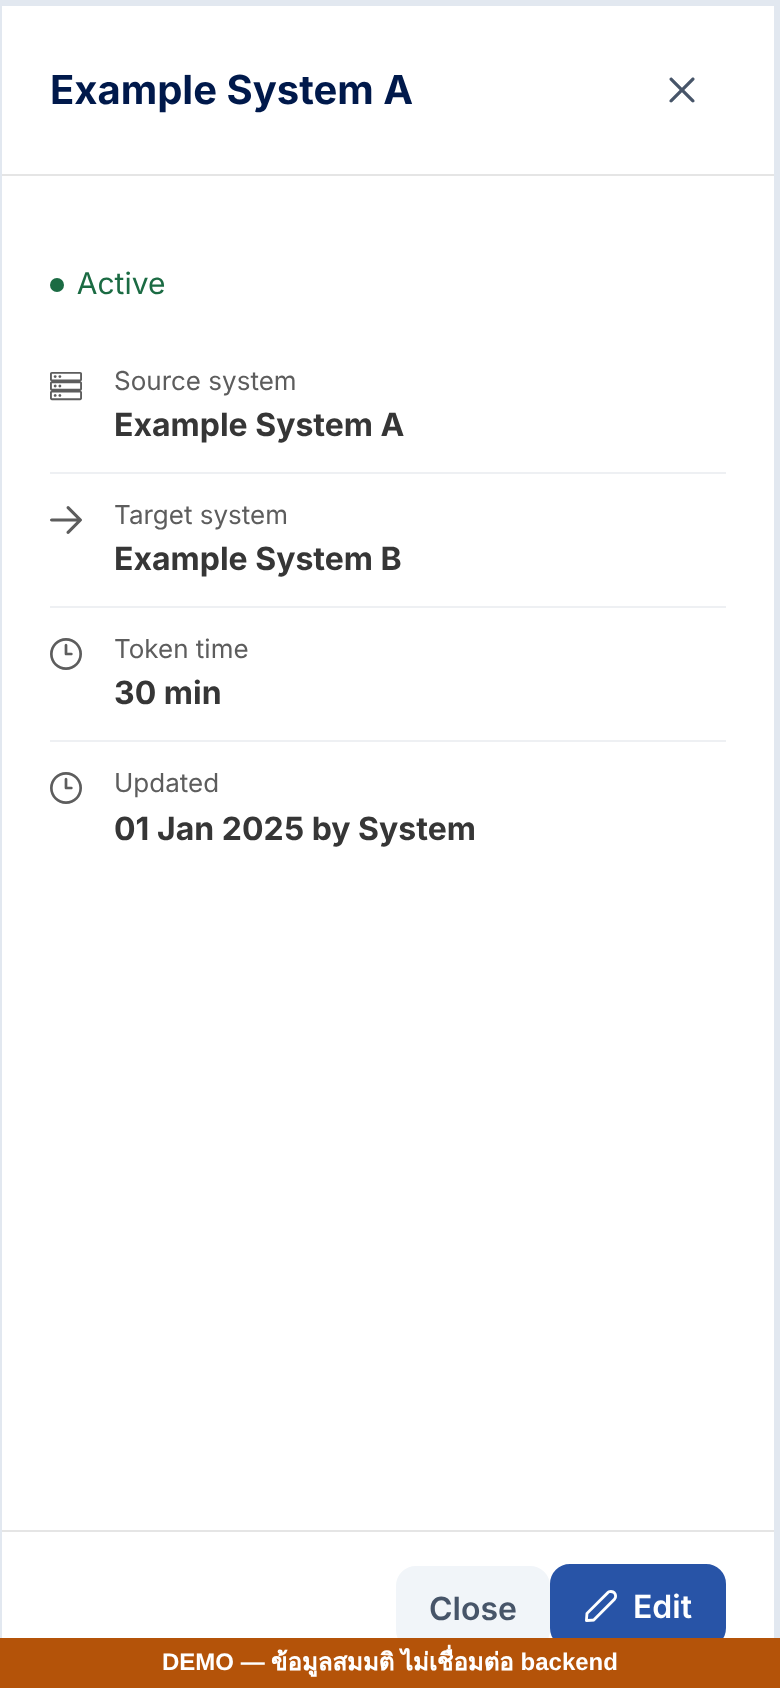 Example System A
Active
Source system
Example System A
Target system
Example System B
Token time
30 min
Updated
01 Jan 2025 by System
Close
Edit
DEMO — ข้อมูลสมมติ ไม่เชื่อมต่อ backend